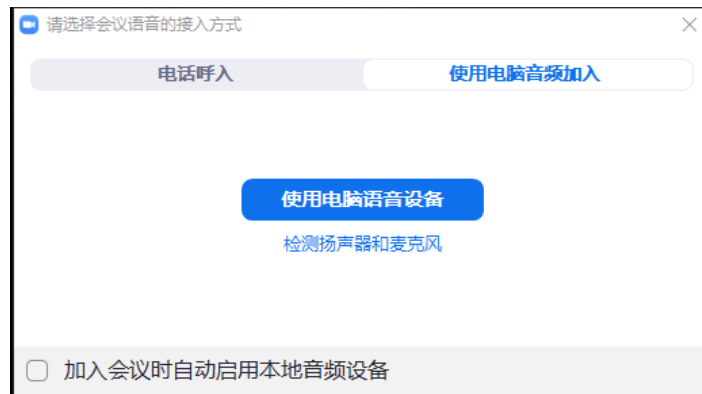 请选择会议语音的接入方式
电话呼入 使用电脑音频加入
使用电脑语音设备
检测扬声器和麦克风
加入会议时自动启用本地音频设备